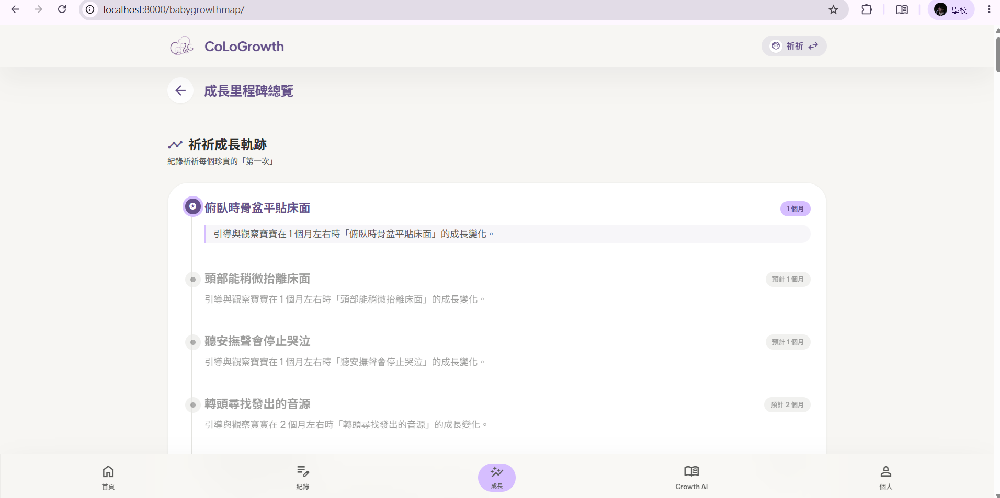 localhost:8000/babygrowthmap/
學校
CoLoGrowth
祈祈
成長里程碑總覽
祈祈成長軌跡
紀錄祈祈每個珍貴的「第一次」
俯臥時骨盆平貼床面
1 個月
引導與觀察寶寶在 1 個月左右時「俯臥時骨盆平貼床面」的成長變化。
頭部能稍微抬離床面
預計 1 個月
引導與觀察寶寶在 1 個月左右時「頭部能稍微抬離床面」的成長變化。
聽安撫聲會停止哭泣
預計 1 個月
引導與觀察寶寶在 1 個月左右時「聽安撫聲會停止哭泣」的成長變化。
轉頭尋找發出的音源
預計 2 個月
引導與觀察寶寶在 2 個月左右時「轉頭尋找發出的音源」的成長變化。
首頁
紀錄
成長
Growth AI
個人